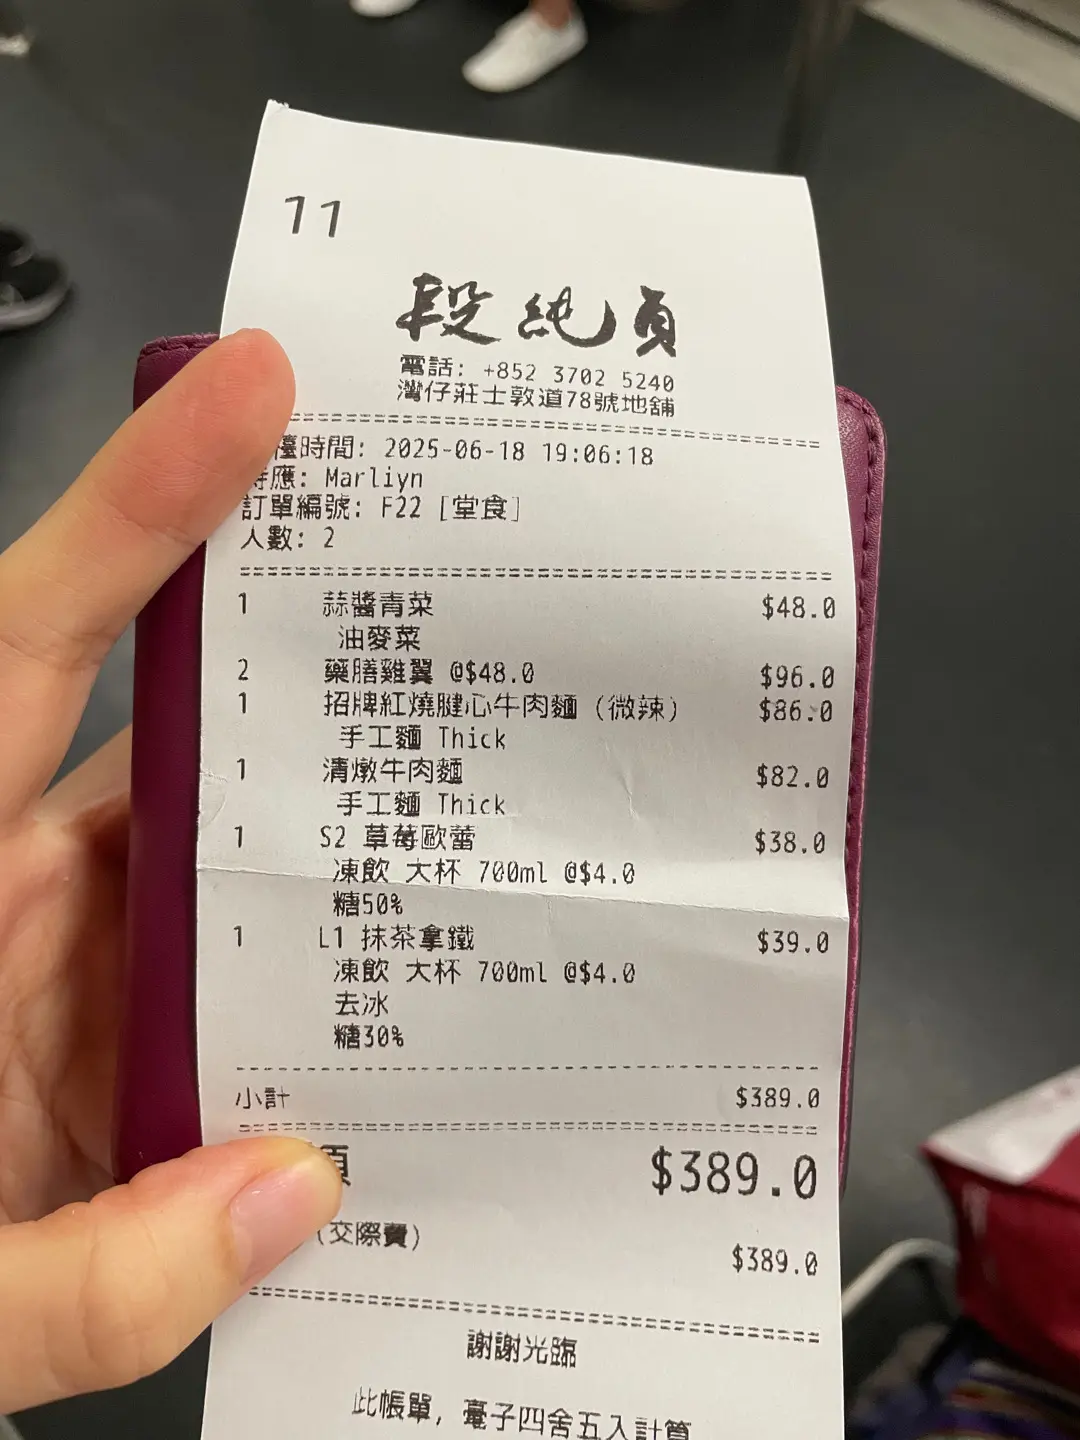 11
段純貞
電話: +852 3702 5240
灣仔莊士敦道78號地舖
檯時間: 2025-06-18 19:06:18
應: Marliyn
訂單編號: F22 [堂食]
人數: 2
1 蒜醬青菜 $48.0
油麥菜
2 藥膳雞翼 @$48.0 $96.0
1 招牌紅燒腱心牛肉麵 (微辣) $86.0
手工麵 Thick
1 清燉牛肉麵 $82.0
手工麵 Thick
1 S2 草莓歐蕾 $38.0
凍飲 大杯 700ml @$4.0
糖50%
1 L1 抹茶拿鐵 $39.0
凍飲 大杯 700ml @$4.0
去冰
糖30%
小計 $389.0
$389.0
(交際費) $389.0
謝謝光臨
此帳單, 毫子四舍五入計算